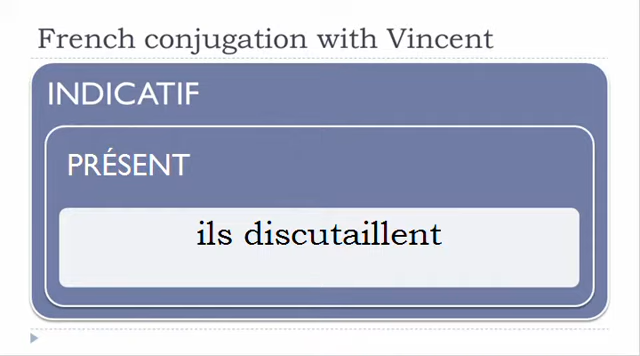 French conjugation with Vincent
INDICATIF
PRÉSENT
ils discutaillent